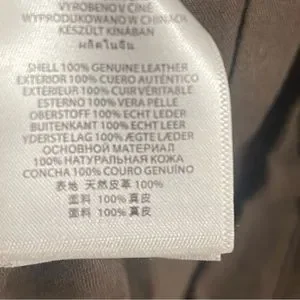 VYROBENO V ČÍNĚ
WYPRODUKOWANO W CHINACH
KÉSZÜLT KÍNÁBAN
ผลิตในจีน
SHELL 100% GENUINE LEATHER
EXTERIOR 100% CUERO AUTÉNTICO
EXTÉRIEUR 100% CUIR VÉRITABLE
ESTERNO 100% VERA PELLE
OBERSTOFF 100% ECHT LEDER
BUITENKANT 100% ECHT LEER
YDERSTE LAG 100% ÆGTE LÆDER
ОСНОВНОЙ МАТЕРИАЛ
100% НАТУРАЛЬНАЯ КОЖА
CONCHA 100% COURO GENUÍNO
表地 天然皮革 100%
面料 100% 真皮
面料 100% 真皮